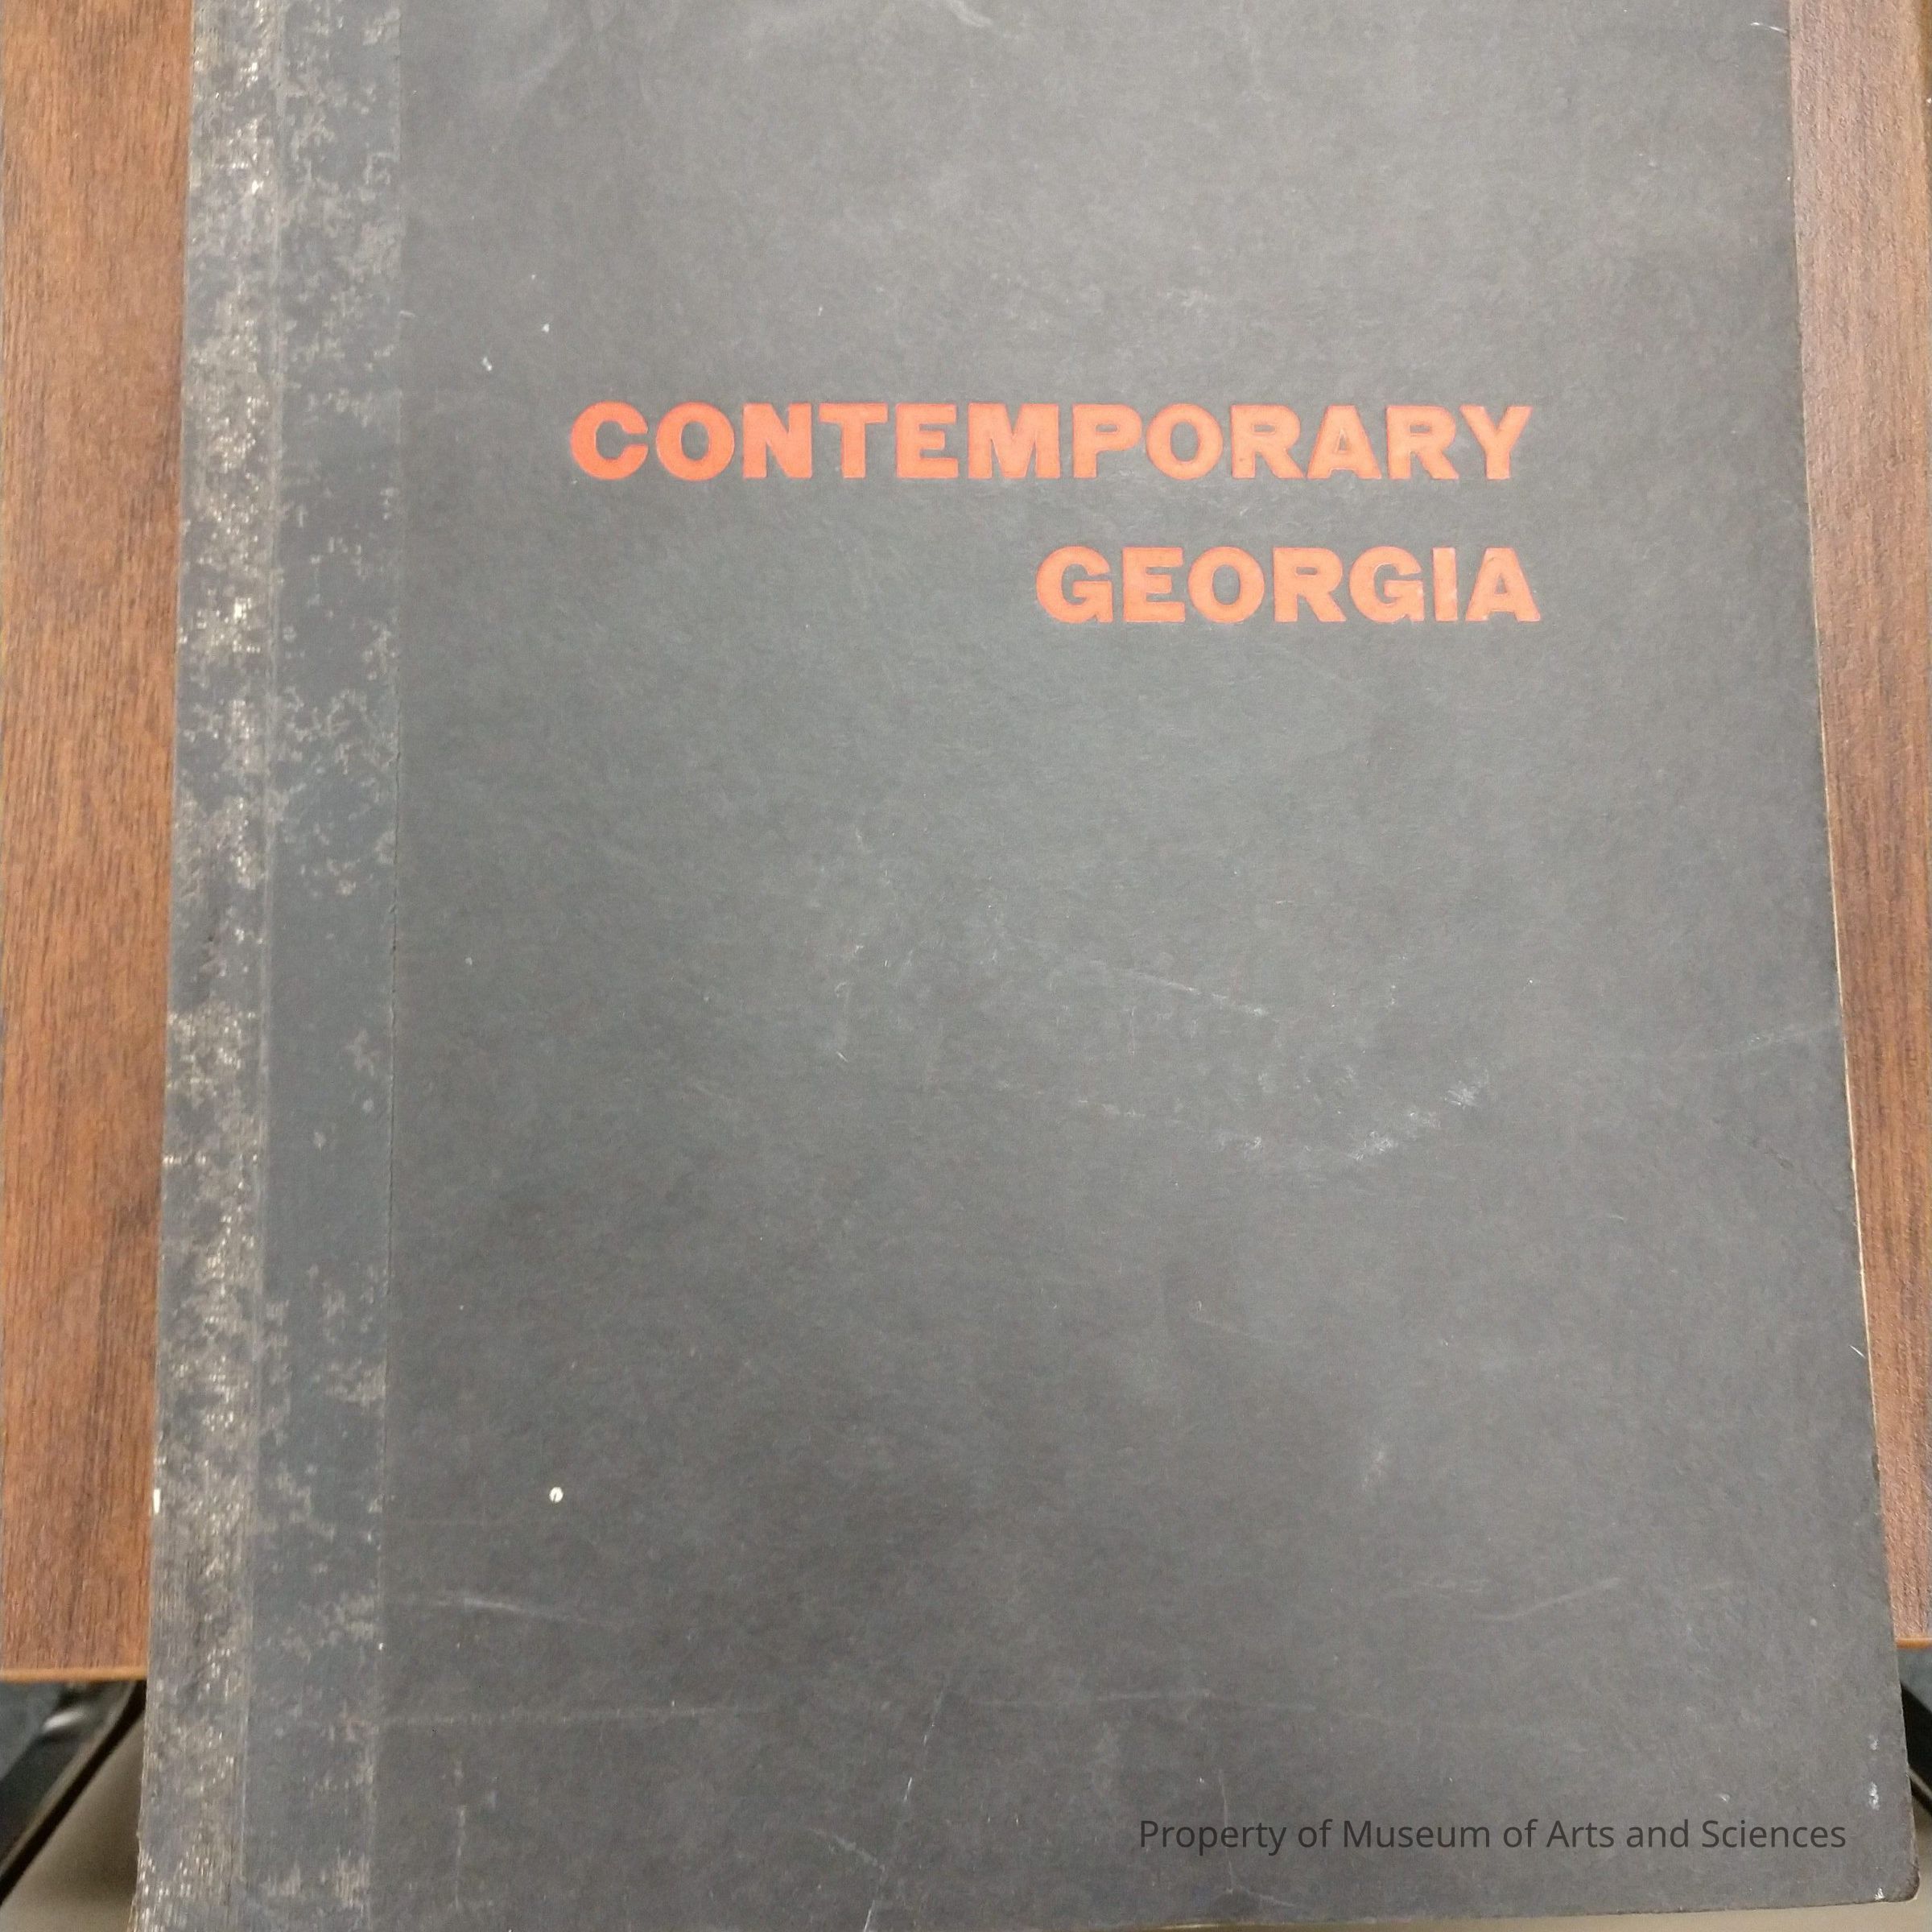 CONTEMPORARY
GEORGIA
Property of Museum of Arts and Sciences